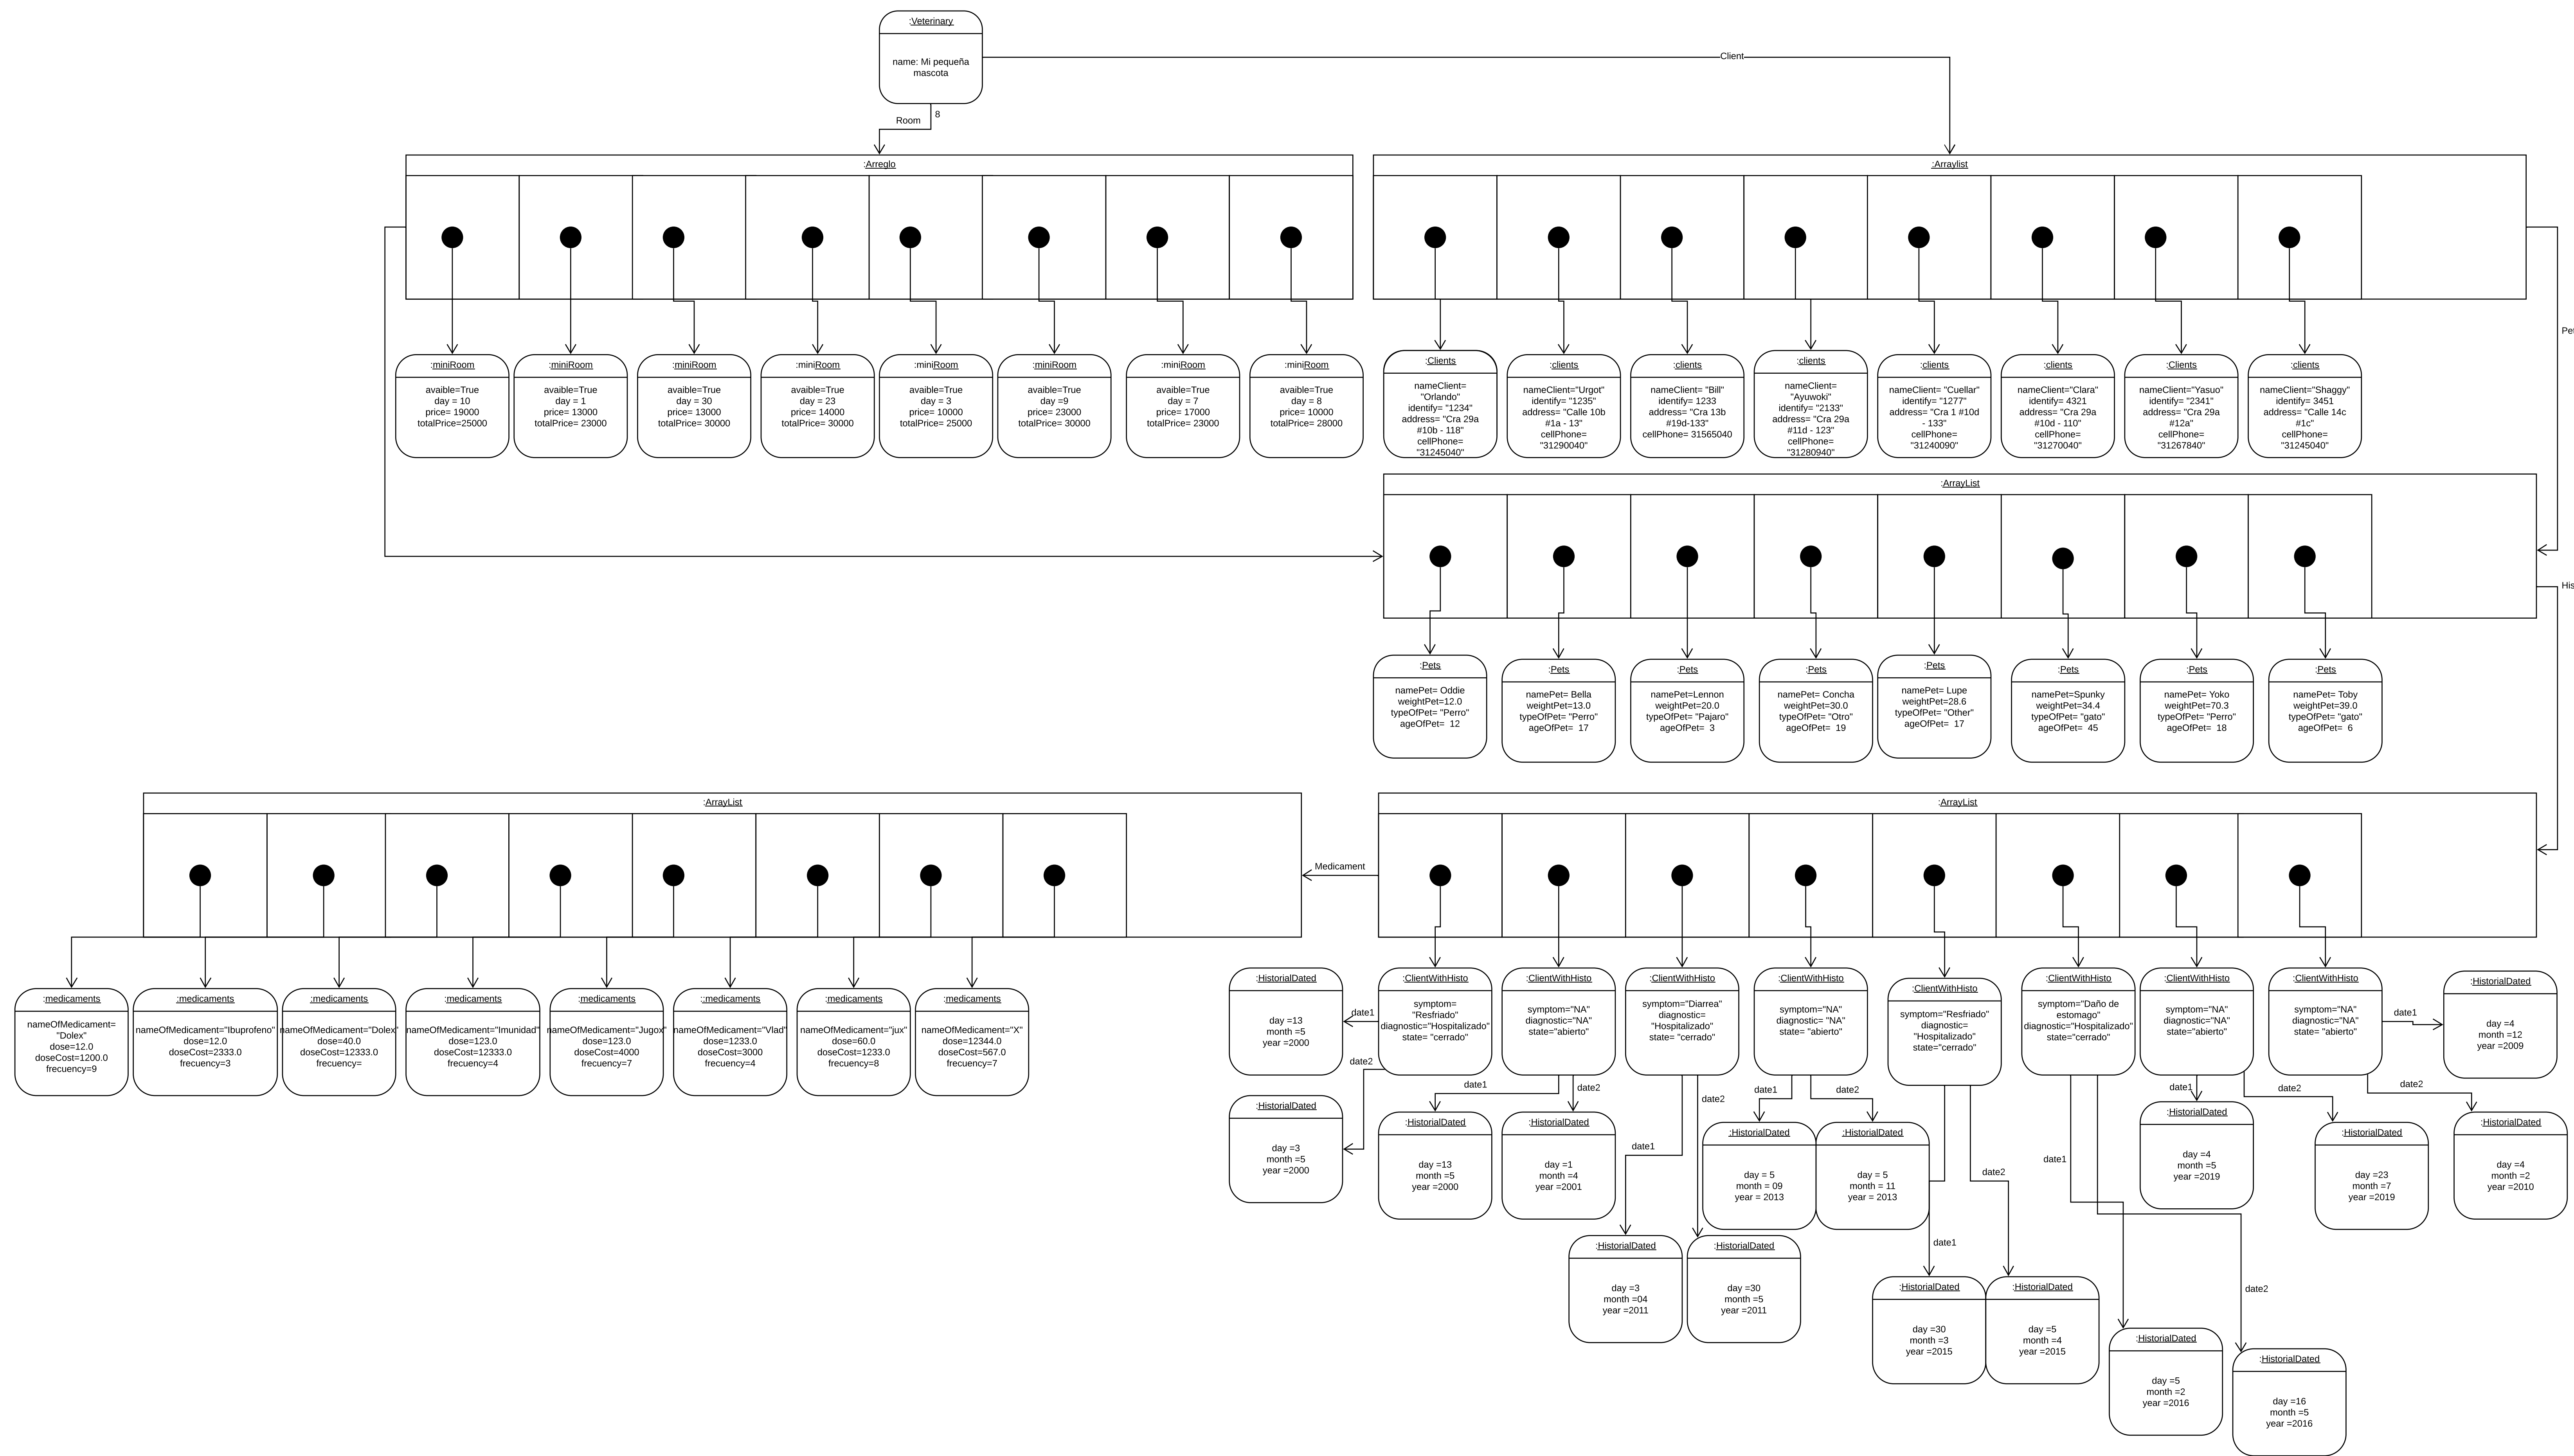 :Veterinary
name: Mi pequeña
mascota
Client
8
Room
:Arreglo
:Arraylist
Pe
:miniRoom
avaible=True
day = 10
price= 19000
totalPrice=25000
:miniRoom
avaible=True
day = 1
price= 13000
totalPrice= 23000
:miniRoom
avaible=True
day = 30
price= 13000
totalPrice= 30000
:miniRoom
avaible=True
day = 23
price= 14000
totalPrice= 30000
:miniRoom
avaible=True
day = 3
price= 10000
totalPrice= 25000
:miniRoom
avaible=True
day =9
price= 23000
totalPrice= 30000
:miniRoom
avaible=True
day = 7
price= 17000
totalPrice= 23000
:miniRoom
avaible=True
day = 8
price= 10000
totalPrice= 28000
:Clients
nameClient=
"Orlando"
identify= "1234"
address= "Cra 29a
#10b - 118"
cellPhone=
"31245040"
:clients
nameClient="Urgot"
identify= "1235"
address= "Calle 10b
#1a - 13"
cellPhone=
"31290040"
:clients
nameClient= "Bill"
identify= 1233
address= "Cra 13b
#19d-133"
cellPhone= 31565040
:clients
nameClient=
"Ayuwoki"
identify= "2133"
address= "Cra 29a
#11d - 123"
cellPhone=
"31280940"
:clients
nameClient= "Cuellar"
identify= "1277"
address= "Cra 1 #10d
- 133"
cellPhone=
"31240090"
:clients
nameClient="Clara"
identify= 4321
address= "Cra 29a
#10d - 110"
cellPhone=
"31270040"
:Clients
nameClient="Yasuo"
identify= "2341"
address= "Cra 29a
#12a"
cellPhone=
"31267840"
:clients
nameClient="Shaggy"
identify= 3451
address= "Calle 14c
#1c"
cellPhone=
"31245040"
:ArrayList
His
:Pets
namePet= Oddie
weightPet=12.0
typeOfPet= "Perro"
ageOfPet=  12
:Pets
namePet= Bella
weightPet=13.0
typeOfPet= "Perro"
ageOfPet=  17
:Pets
namePet=Lennon
weightPet=20.0
typeOfPet= "Pajaro"
ageOfPet=  3
:Pets
namePet= Concha
weightPet=30.0
typeOfPet= "Otro"
ageOfPet=  19
:Pets
namePet= Lupe
weightPet=28.6
typeOfPet= "Other"
ageOfPet=  17
:Pets
namePet=Spunky
weightPet=34.4
typeOfPet= "gato"
ageOfPet=  45
:Pets
namePet= Yoko
weightPet=70.3
typeOfPet= "Perro"
ageOfPet=  18
:Pets
namePet= Toby
weightPet=39.0
typeOfPet= "gato"
ageOfPet=  6
:ArrayList
:ArrayList
Medicament
:medicaments
nameOfMedicament=
"Dolex"
dose=12.0
doseCost=1200.0
frecuency=9
:medicaments
nameOfMedicament="Ibuprofeno"
dose=12.0
doseCost=2333.0
frecuency=3
:medicaments
nameOfMedicament="Dolex"
dose=40.0
doseCost=12333.0
frecuency=
:medicaments
nameOfMedicament="Imunidad"
dose=123.0
doseCost=12333.0
frecuency=4
:medicaments
nameOfMedicament="Jugox"
dose=123.0
doseCost=4000
frecuency=7
:;medicaments
nameOfMedicament="Vlad"
dose=1233.0
doseCost=3000
frecuency=4
:medicaments
nameOfMedicament="jux"
dose=60.0
doseCost=1233.0
frecuency=8
:medicaments
nameOfMedicament="X"
dose=12344.0
doseCost=567.0
frecuency=7
:HistorialDated
day =13
month =5
year =2000
date1
:ClientWithHisto
symptom=
"Resfriado"
diagnostic="Hospitalizado"
state= "cerrado"
:ClientWithHisto
symptom="NA"
diagnostic="NA"
state="abierto"
:ClientWithHisto
symptom="Diarrea"
diagnostic=
"Hospitalizado"
state= "cerrado"
:ClientWithHisto
symptom="NA"
diagnostic= "NA"
state= "abierto"
:ClientWithHisto
symptom="Resfriado"
diagnostic=
"Hospitalizado"
state="cerrado"
:ClientWithHisto
symptom="Daño de
estomago"
diagnostic="Hospitalizado"
state="cerrado"
:ClientWithHisto
symptom="NA"
diagnostic="NA"
state="abierto"
:ClientWithHisto
symptom="NA"
diagnostic="NA"
state= "abierto"
date1
:HistorialDated
day =4
month =12
year =2009
date2
date1
date2
date2
date1
date2
date1
date2
date2
:HistorialDated
day =3
month =5
year =2000
:HistorialDated
day =13
month =5
year =2000
:HistorialDated
day =1
month =4
year =2001
date1
:HistorialDated
day = 5
month = 09
year = 2013
:HistorialDated
day = 5
month = 11
year = 2013
date2
date1
:HistorialDated
day =4
month =5
year =2019
:HistorialDated
day =23
month =7
year =2019
:HistorialDated
day =4
month =2
year =2010
:HistorialDated
day =3
month =04
year =2011
:HistorialDated
day =30
month =5
year =2011
date1
:HistorialDated
day =30
month =3
year =2015
:HistorialDated
day =5
month =4
year =2015
date2
:HistorialDated
day =5
month =2
year =2016
:HistorialDated
day =16
month =5
year =2016